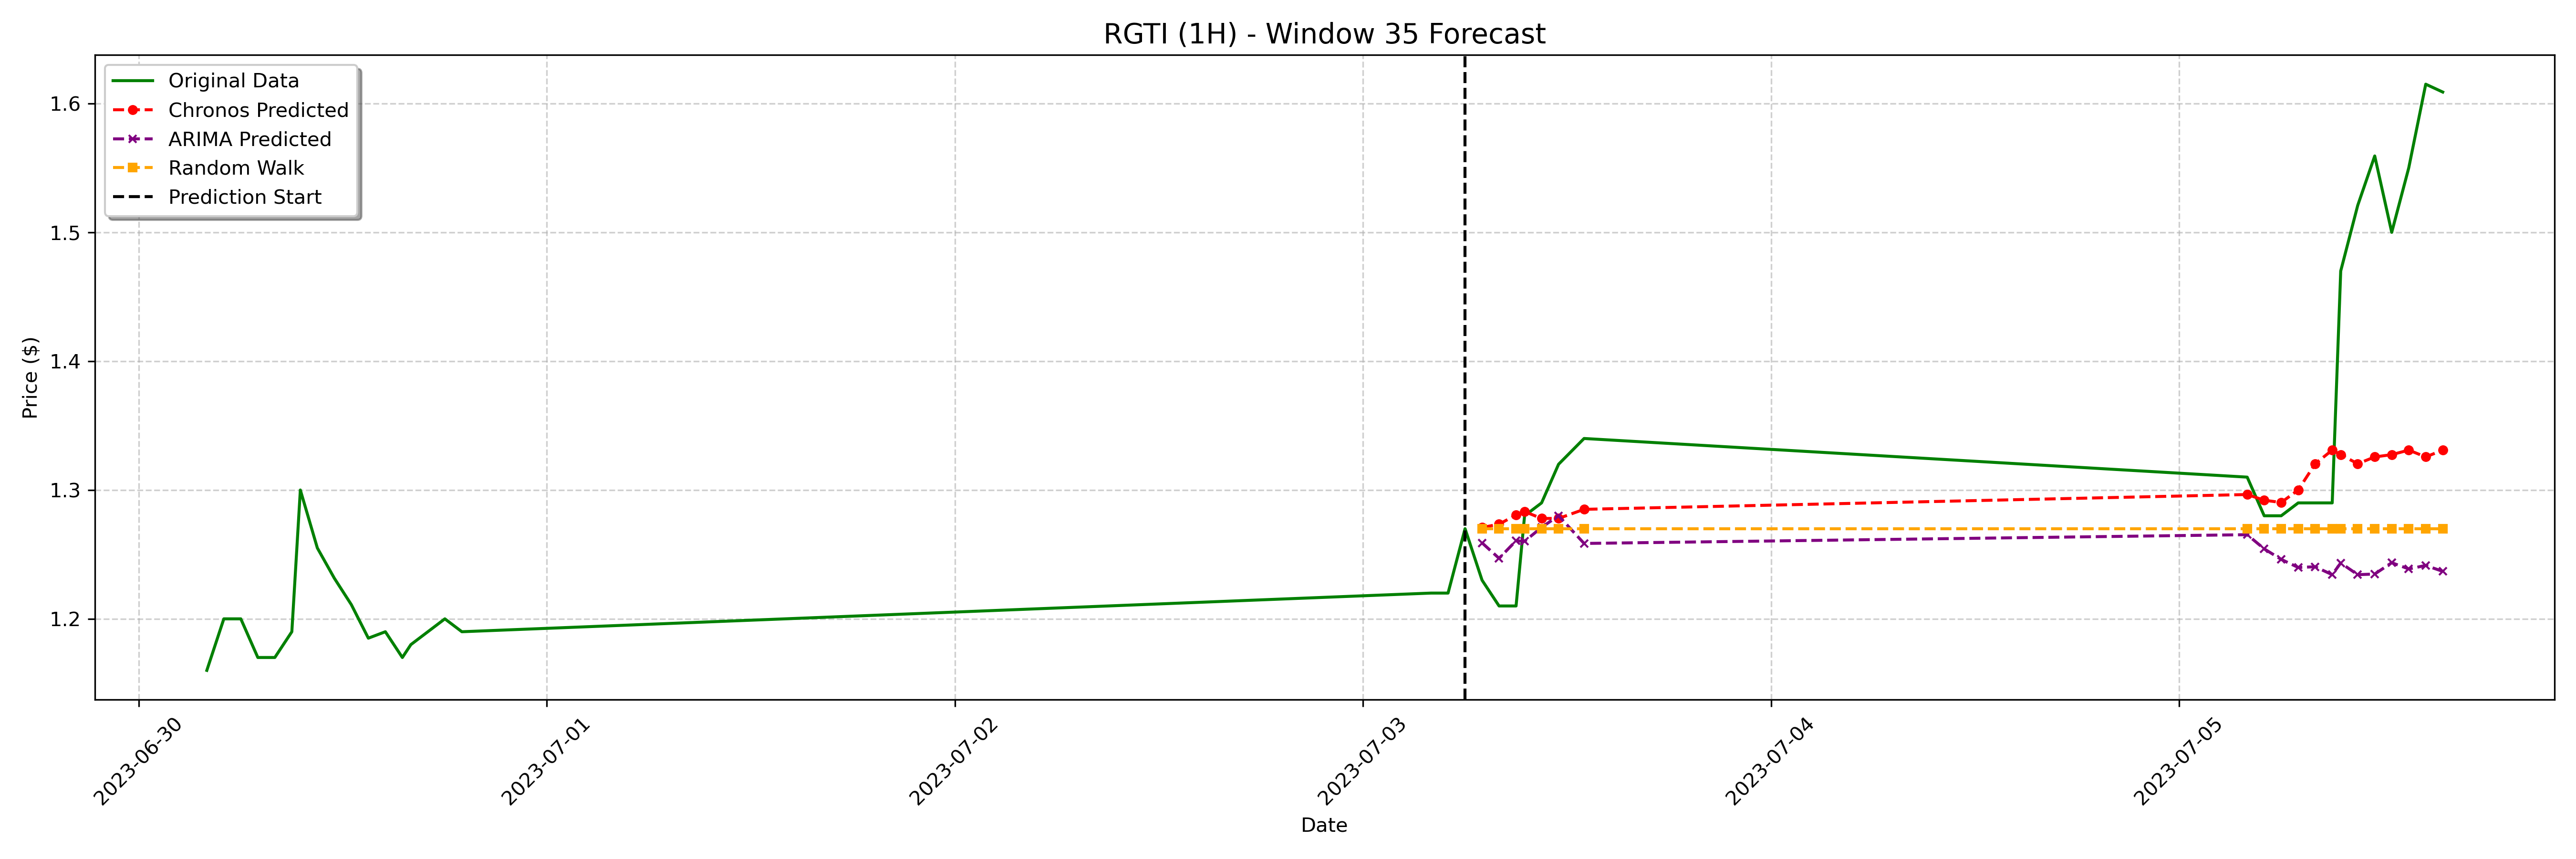 RGTI (1H) - Window 35 Forecast
Original Data
Chronos Predicted
ARIMA Predicted
Random Walk
Prediction Start
Price ($)
1.6
1.5
1.4
1.3
1.2
2023-06-30
2023-07-01
2023-07-02
2023-07-03
2023-07-04
2023-07-05
Date